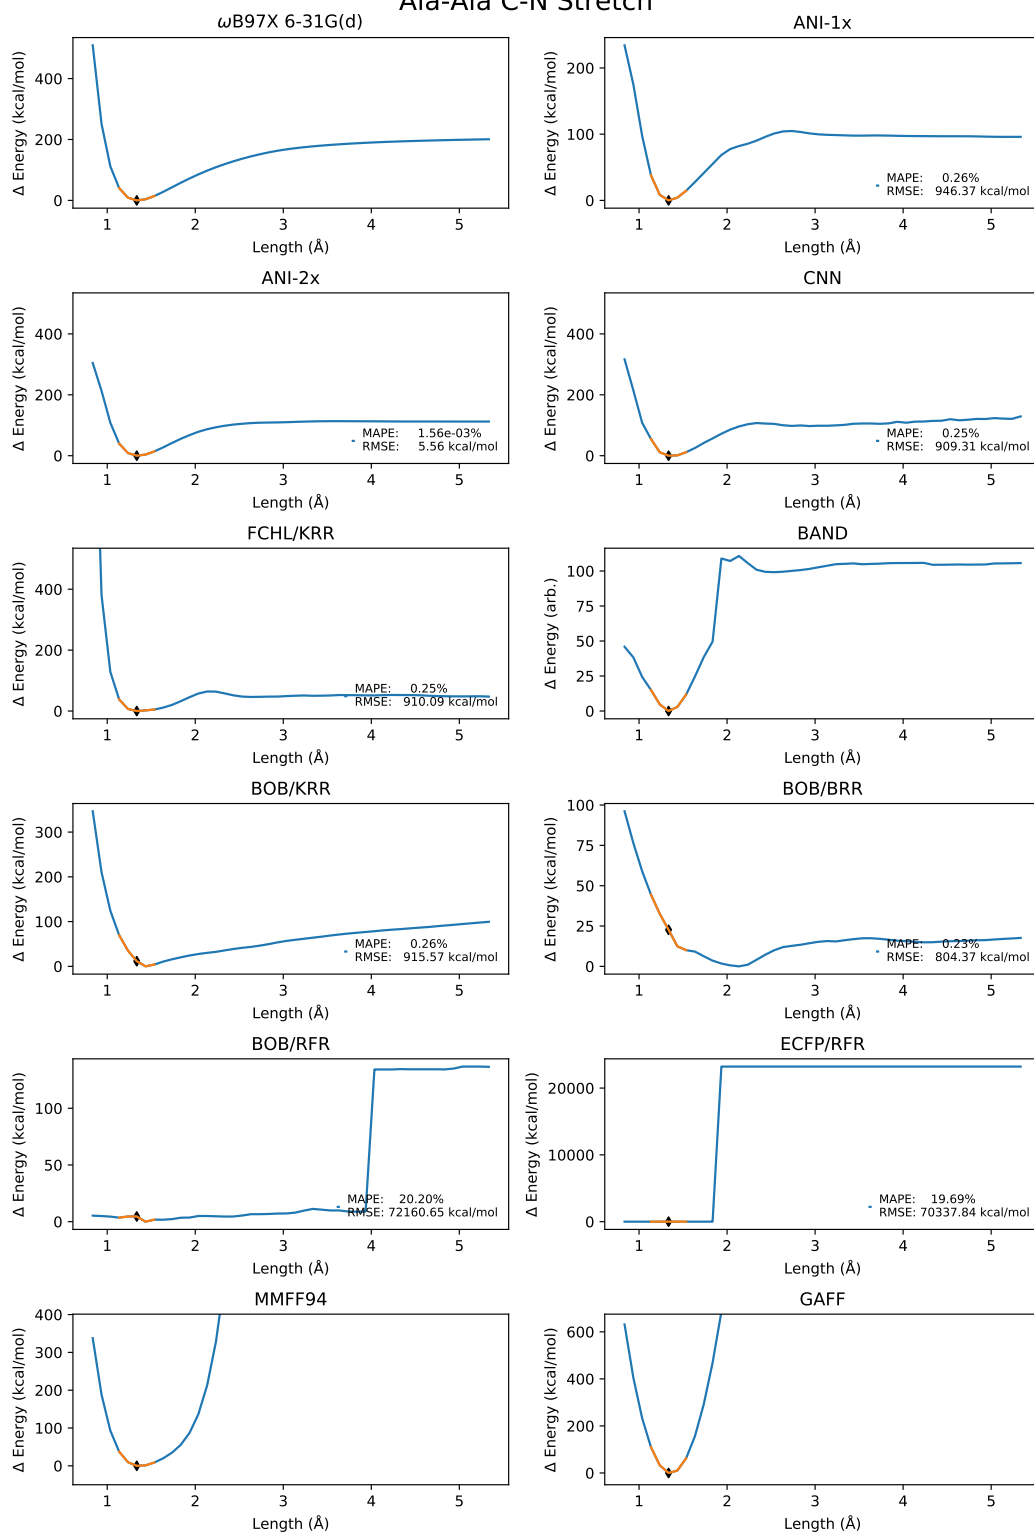 Ala-Ala C-N Stretch
ωB97X 6-31G(d)
Δ Energy (kcal/mol)
400
200
0
1 2 3 4 5
Length (Å)
ANI-1x
Δ Energy (kcal/mol)
200
100
0
MAPE: 0.26%
RMSE: 946.37 kcal/mol
1 2 3 4 5
Length (Å)
ANI-2x
Δ Energy (kcal/mol)
400
200
0
MAPE: 1.56e-03%
RMSE: 5.56 kcal/mol
1 2 3 4 5
Length (Å)
CNN
Δ Energy (kcal/mol)
400
200
0
MAPE: 0.25%
RMSE: 909.31 kcal/mol
1 2 3 4 5
Length (Å)
FCHL/KRR
Δ Energy (kcal/mol)
400
200
0
MAPE: 0.25%
RMSE: 910.09 kcal/mol
1 2 3 4 5
Length (Å)
BAND
Δ Energy (arb.)
100
75
50
25
0
1 2 3 4 5
Length (Å)
BOB/KRR
Δ Energy (kcal/mol)
300
200
100
0
MAPE: 0.26%
RMSE: 915.57 kcal/mol
1 2 3 4 5
Length (Å)
BOB/BRR
Δ Energy (kcal/mol)
100
75
50
25
0
MAPE: 0.23%
RMSE: 804.37 kcal/mol
1 2 3 4 5
Length (Å)
BOB/RFR
Δ Energy (kcal/mol)
100
50
0
MAPE: 20.20%
RMSE: 72160.65 kcal/mol
1 2 3 4 5
Length (Å)
ECFP/RFR
Δ Energy (kcal/mol)
20000
10000
0
MAPE: 19.69%
RMSE: 70337.84 kcal/mol
1 2 3 4 5
Length (Å)
MMFF94
Δ Energy (kcal/mol)
400
300
200
100
0
1 2 3 4 5
Length (Å)
GAFF
Δ Energy (kcal/mol)
600
400
200
0
1 2 3 4 5
Length (Å)